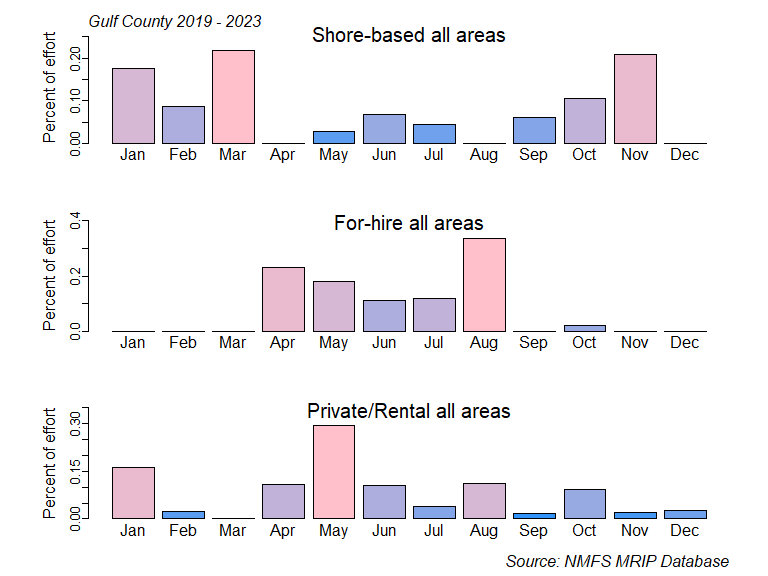 Gulf County 2019 - 2023
Shore-based all areas
Percent of effort
0.00 0.10 0.20
Jan Feb Mar Apr May Jun Jul Aug Sep Oct Nov Dec
For-hire all areas
Percent of effort
0.0 0.2 0.4
Jan Feb Mar Apr May Jun Jul Aug Sep Oct Nov Dec
Private/Rental all areas
Percent of effort
0.00 0.15 0.30
Jan Feb Mar Apr May Jun Jul Aug Sep Oct Nov Dec
Source: NMFS MRIP Database